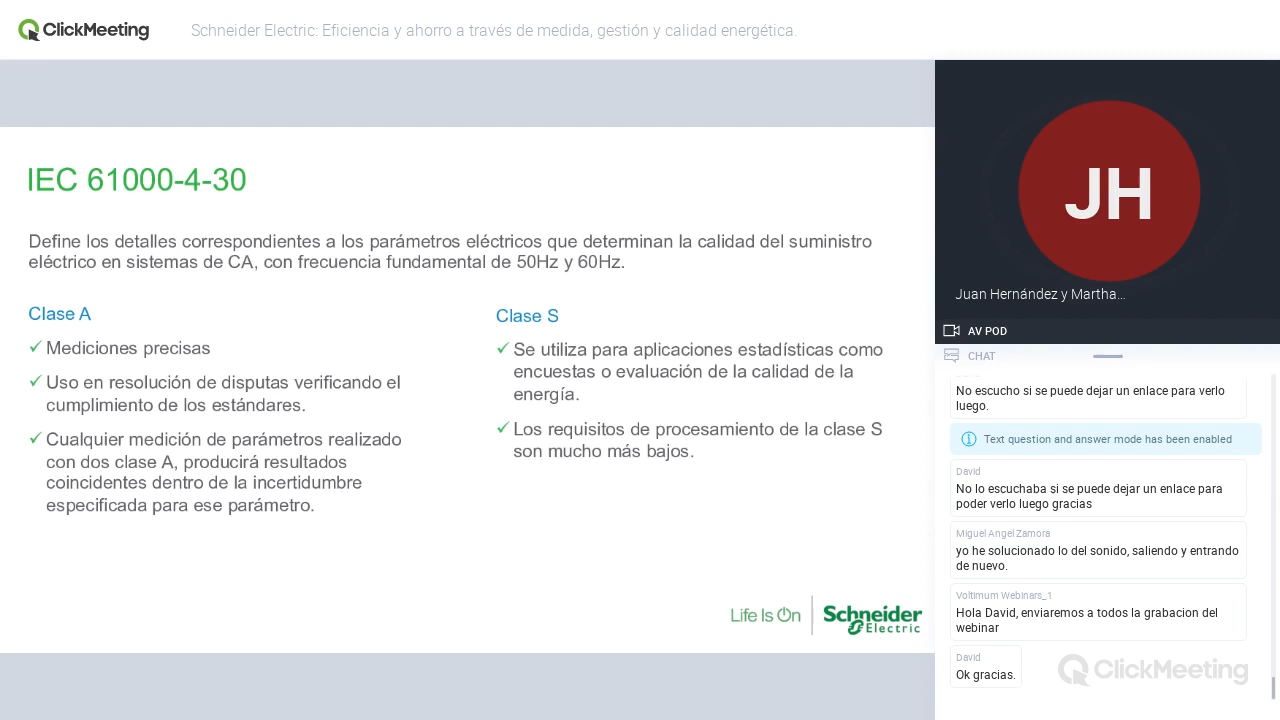 ClickMeeting
Schneider Electric: Eficiencia y ahorro a través de medida, gestión y calidad energética.
IEC 61000-4-30
Define los detalles correspondientes a los parámetros eléctricos que determinan la calidad del suministro
eléctrico en sistemas de CA, con frecuencia fundamental de 50Hz y 60Hz.
Clase A
Mediciones precisas
Uso en resolución de disputas verificando el
cumplimiento de los estándares.
Cualquier medición de parámetros realizado
con dos clase A, producirá resultados
coincidentes dentro de la incertidumbre
especificada para ese parámetro.
Clase S
Se utiliza para aplicaciones estadísticas como
encuestas o evaluación de la calidad de la
energía.
Los requisitos de procesamiento de la clase S
son mucho más bajos.
Life Is On
Schneider
Electric
JH
Juan Hernández y Martha...
AV POD
CHAT
No escucho si se puede dejar un enlace para verlo
luego.
Text question and answer mode has been enabled
David
No lo escuchaba si se puede dejar un enlace para
poder verlo luego gracias
Miguel Angel Zamora
yo he solucionado lo del sonido, saliendo y entrando
de nuevo.
Voltimum Webinars_1
Hola David, enviaremos a todos la grabacion del
webinar
David
Ok gracias.
ClickMeeting